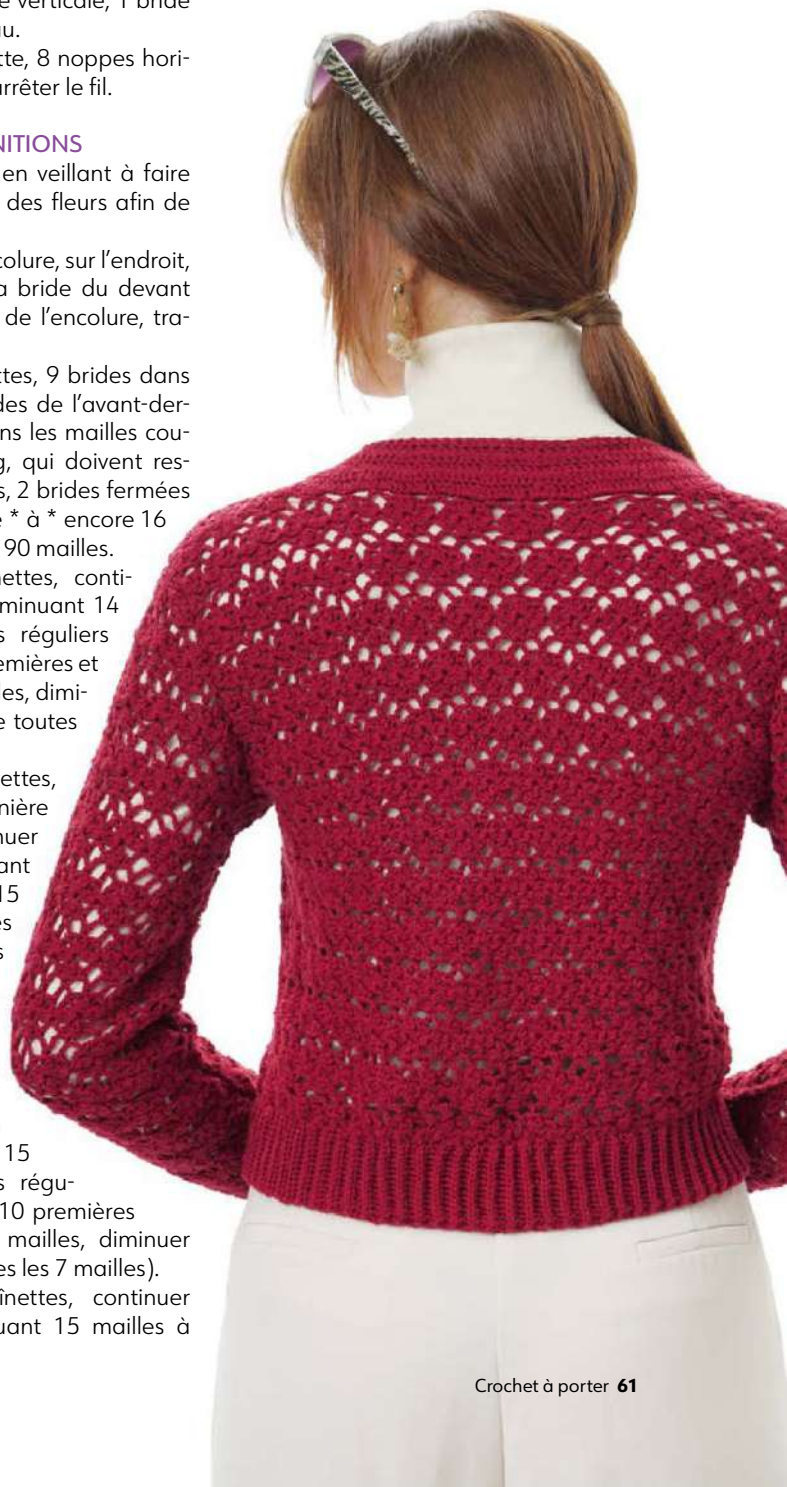 verticale, 1 bride
au.
tte, 8 noppes hori-
arrêter le fil.
NITIONS
en veillant à faire
des fleurs afin de
colure, sur l'endroit,
a bride du devant
de l'encolure, tra-
ttes, 9 brides dans
des de l'avant-der-
ns les mailles cou-
g, qui doivent res-
s, 2 brides fermées
e * à * encore 16
90 mailles.
nettes, conti-
minuant 14
s réguliers
emières et
les, dimi-
e toutes
ettes,
nière
nuer
ant
15
es
s
15
s régu-
10 premières
mailles, diminuer
es les 7 mailles).
înettes, continuer
uant 15 mailles à
Crochet à porter 61